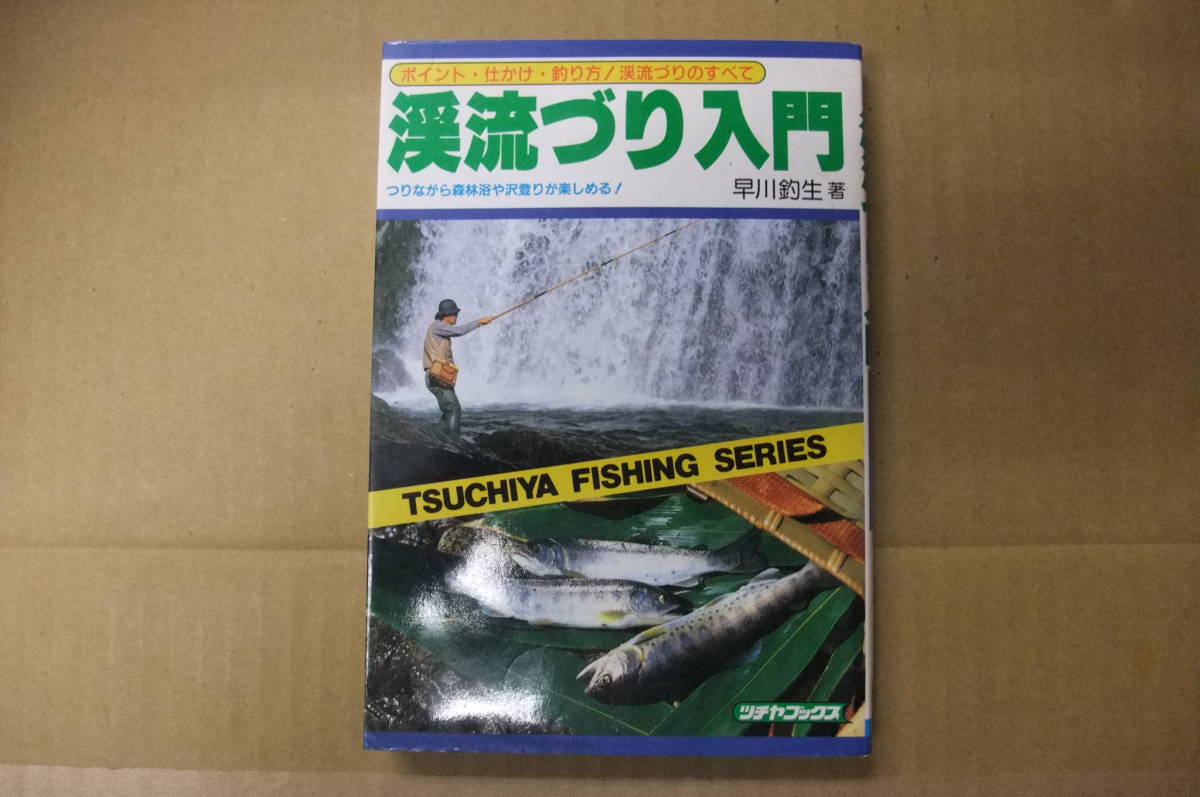 ポイント・仕かけ・釣り方!渓流づりのすべて
渓流づり入門
つりながら森林浴や沢登りが楽しめる!
早川釣生 著
TSUCHIYA FISHING SERIES
ツチヤブックス